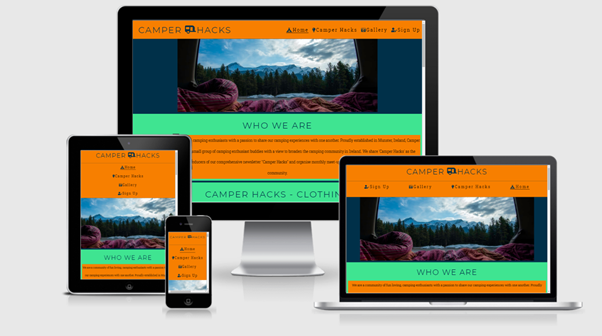 CAMPER HACKS
Home Camper Hacks Gallery Sign Up
WHO WE ARE
camping enthusiasts with a passion to share our camping experiences with one another. Proudly established in Munster, Ireland, Camper
small group of camping enthusiast buddies with a view to broaden the camping community in Ireland. We share 'Camper Hacks' as the
features of our comprehensive newsletter 'Camper Hacks' and organise monthly meet
community.
CAMPER HACKS - CLOTHIN
CAMPER HACKS
Home
Camper Hacks
Gallery
Sign Up
WHO WE ARE
Home
Camper Hacks
Gallery
Sign Up
CAMPER HACKS
Sign Up Gallery Camper Hacks Home
WHO WE ARE
We are a community of fun loving camping enthusiasts with a passion to share our camping experiences with one another. Proudly